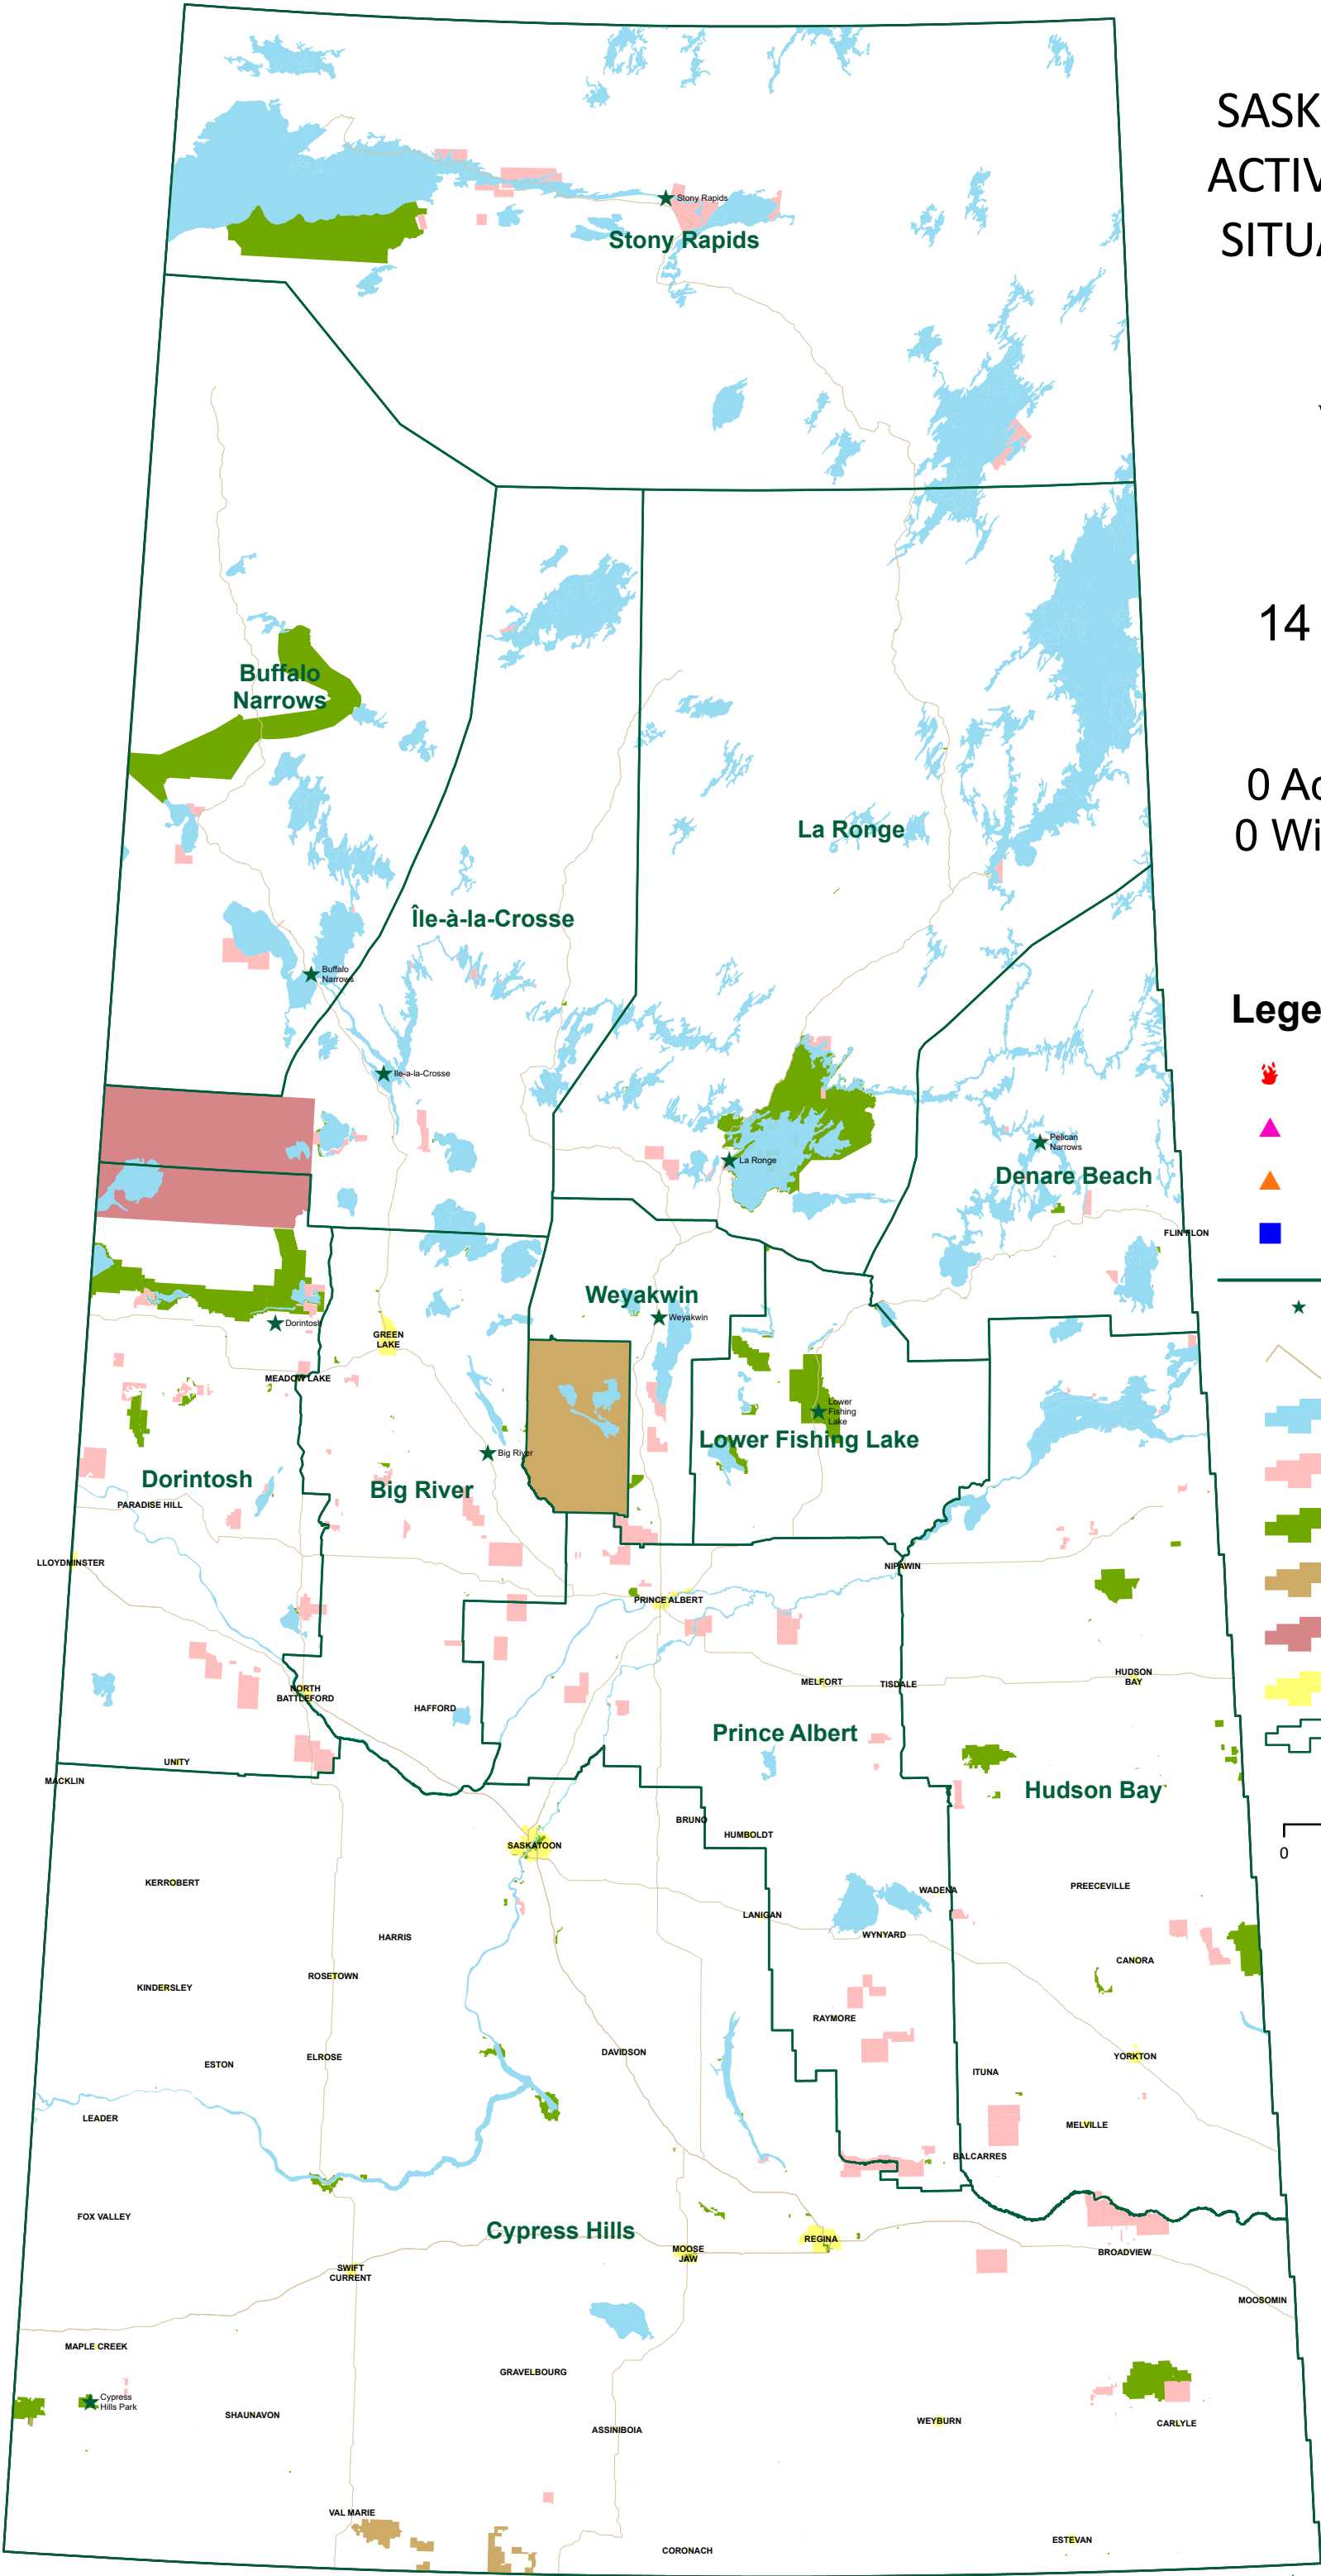 SASK
ACTIV
SITUA
14
0 Ac
0 Wi
Lege
0
Stony Rapids
Stony Rapids
Buffalo
Narrows
La Ronge
Île-à-la-Crosse
Buffalo
Narrows
Ile-a-la-Crosse
Pelican
Narrows
La Ronge
Denare Beach
FLIN FLON
Weyakwin
Weyakwin
Dorintosh
GREEN
LAKE
MEADOW LAKE
Lower
Fishing
Lake
Lower Fishing Lake
Big River
Dorintosh
Big River
PARADISE HILL
LLOYDMINSTER
NIPAWIN
PRINCE ALBERT
HUDSON
BAY
MELFORT
TISDALE
NORTH
BATTLEFORD
HAFFORD
Prince Albert
UNITY
MACKLIN
Hudson Bay
BRUNO
HUMBOLDT
SASKATOON
KERROBERT
PREECEVILLE
WADENA
LANIGAN
WYNYARD
HARRIS
CANORA
ROSETOWN
KINDERSLEY
RAYMORE
DAVIDSON
YORKTON
ELROSE
ESTON
ITUNA
LEADER
MELVILLE
BALCARRES
FOX VALLEY
Cypress Hills
REGINA
MOOSE
JAW
BROADVIEW
SWIFT
CURRENT
MOOSOMIN
MAPLE CREEK
GRAVELBOURG
Cypress
Hills Park
SHAUNAVON
ASSINIBOIA
WEYBURN
CARLYLE
VAL MARIE
ESTEVAN
CORONACH